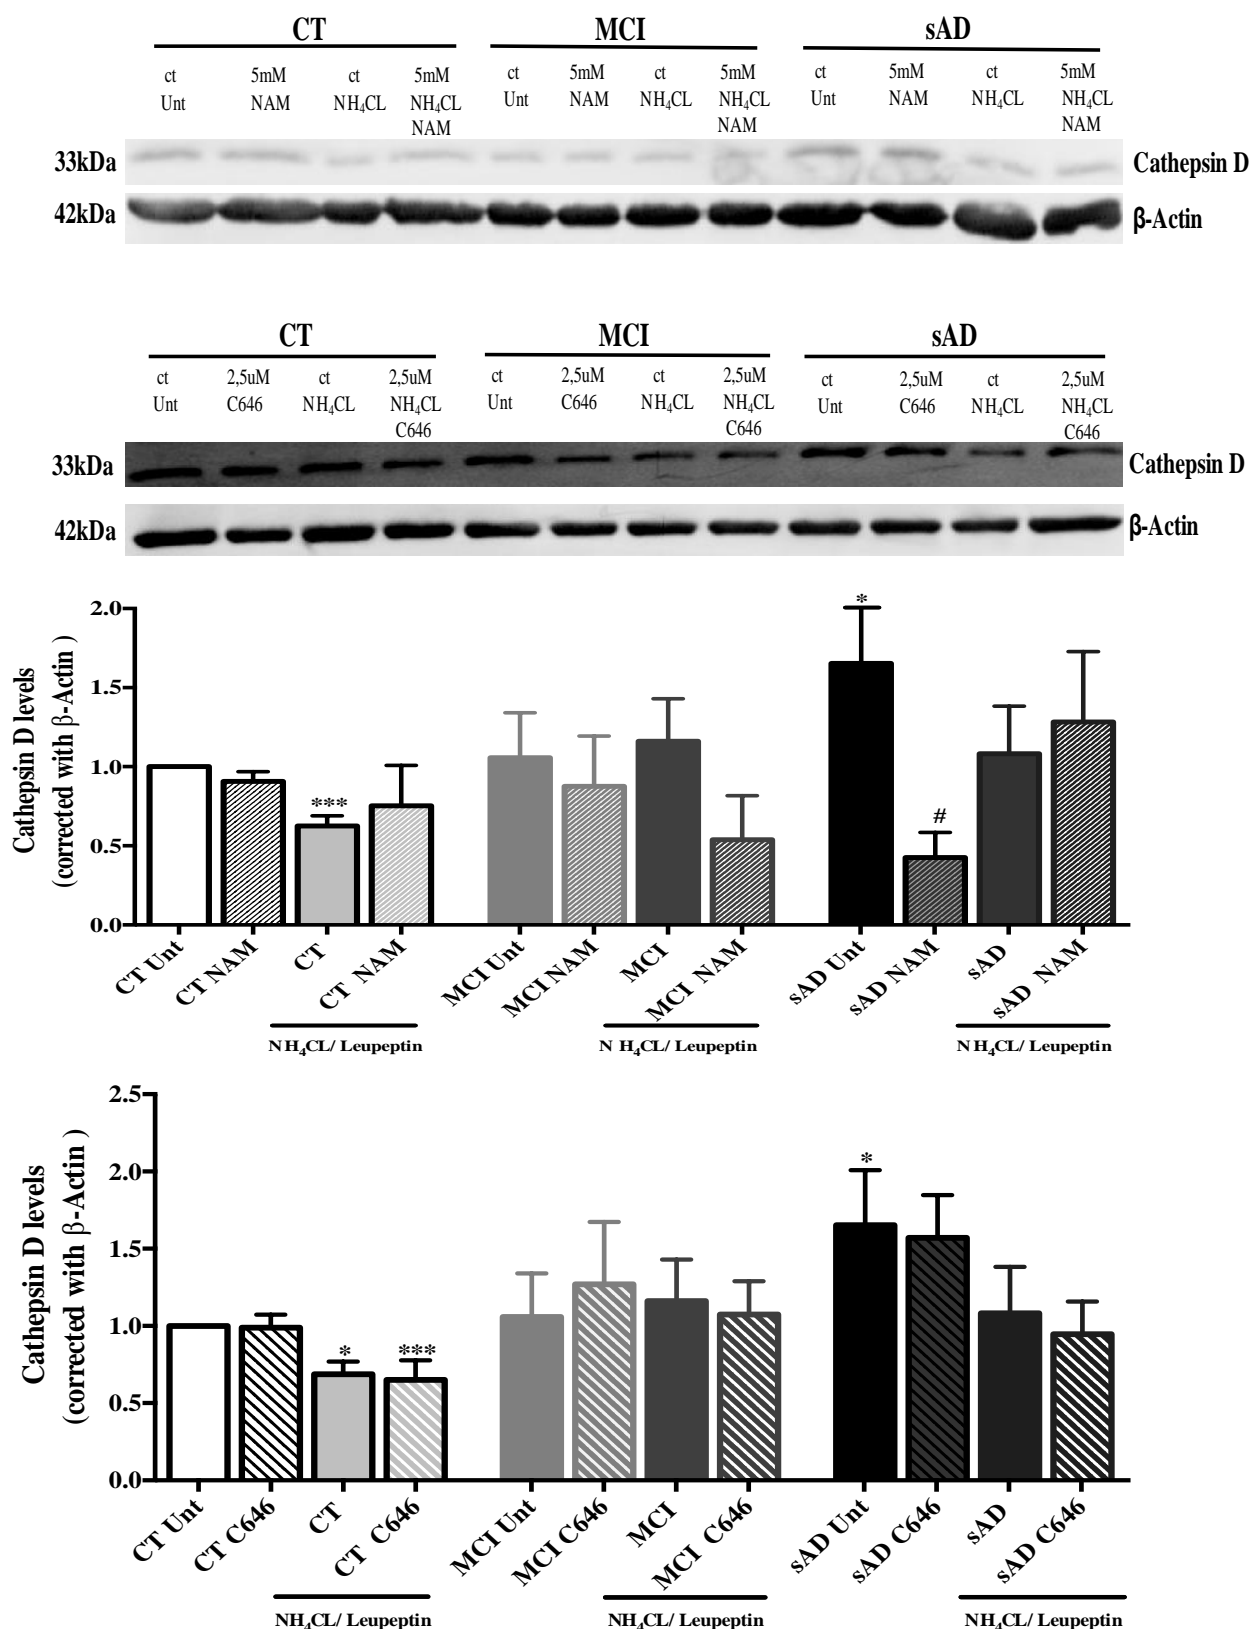 CT MCI sAD
ct 5mM ct 5mM ct 5mM ct 5mM ct 5mM ct 5mM
Unt NAM NH₄CL NH₄CL Unt NAM NH₄CL NH₄CL Unt NAM NH₄CL NH₄CL
NAM NAM NAM
33kDa Cathepsin D
42kDa β-Actin
CT MCI sAD
ct 2,5uM ct 2,5uM ct 2,5uM ct 2,5uM ct 2,5uM ct 2,5uM
Unt C646 NH₄CL NH₄CL Unt C646 NH₄CL NH₄CL Unt C646 NH₄CL NH₄CL
C646 C646 C646
33kDa Cathepsin D
42kDa β-Actin
Cathepsin D levels
(corrected with β-Actin )
2.0
1.5
1.0
0.5
0.0
* *** #
CT Unt CT NAM CT CT NAM MCI Unt MCI NAM MCI MCI NAM sAD Unt sAD NAM sAD sAD NAM
NH₄CL/ Leupeptin N H₄CL/ Leupeptin NH₄CL/ Leupeptin
Cathepsin D levels
(corrected with β-Actin )
2.5
2.0
1.5
1.0
0.5
0.0
* * ***
CT Unt CT C646 CT CT C646 MCI Unt MCI C646 MCI MCI C646 sAD Unt sAD C646 sAD sAD C646
NH₄CL/ Leupeptin NH₄CL/ Leupeptin NH₄CL/ Leupeptin